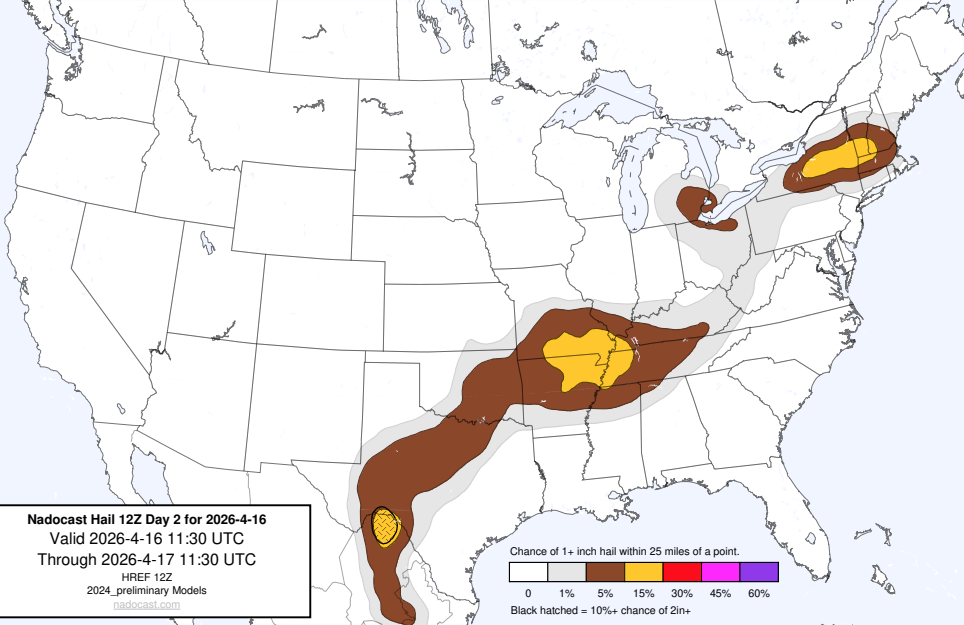 Nadocast Hail 12Z Day 2 for 2026-4-16
Valid 2026-4-16 11:30 UTC
Through 2026-4-17 11:30 UTC
HREF 12Z
2024_preliminary Models
nadocast.com
Chance of 1+ inch hail within 25 miles of a point.
0 1% 5% 15% 30% 45% 60%
Black hatched = 10%+ chance of 2in+